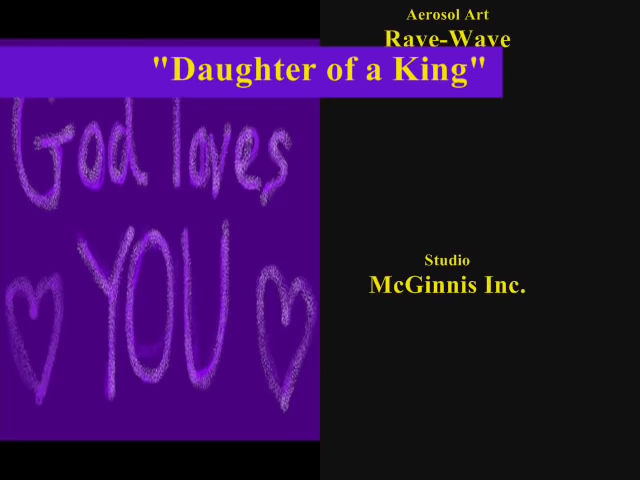 Aerosol Art
Rave-Wave
"Daughter of a King"
God loves
YOU
Studio
McGinnis Inc.